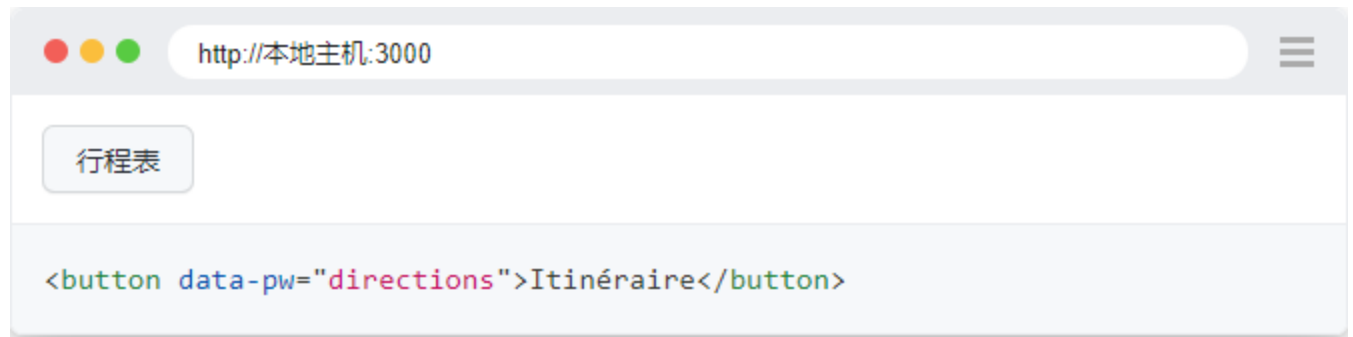 http://本地主机:3000
行程表
<button data-pw="directions">Itinéraire</button>